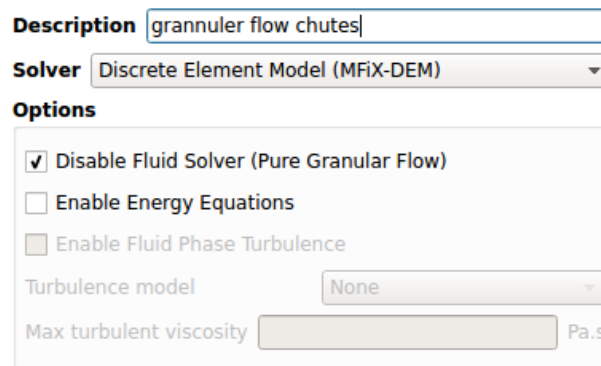 Description grannuler flow chutes
Solver Discrete Element Model (MFiX-DEM)
Options
Disable Fluid Solver (Pure Granular Flow)
Enable Energy Equations
Enable Fluid Phase Turbulence
Turbulence model None
Max turbulent viscosity Pa.s